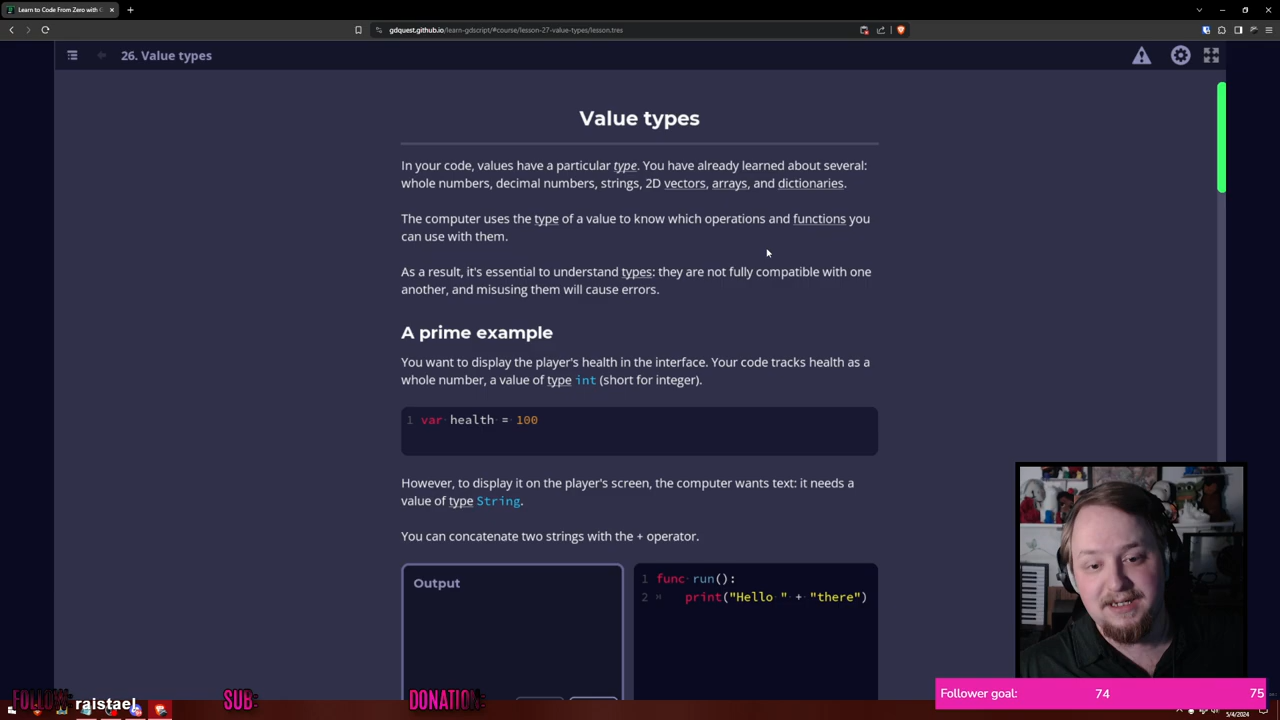 Learn to Code From Zero with
gdquest.github.io/learn-gdscript/#course/lesson-27-value-types/lesson.tres
26. Value types
Value types
In your code, values have a particular type. You have already learned about several:
whole numbers, decimal numbers, strings, 2D vectors, arrays, and dictionaries.
The computer uses the type of a value to know which operations and functions you
can use with them.
As a result, it's essential to understand types: they are not fully compatible with one
another, and misusing them will cause errors.
A prime example
You want to display the player's health in the interface. Your code tracks health as a
whole number, a value of type int (short for integer).
1 var health = 100
However, to display it on the player's screen, the computer wants text: it needs a
value of type String.
You can concatenate two strings with the + operator.
Output
1 func run():
2 print("Hello " + "there")
FOLLOW: raistael
SUB:
DONATION:
Follower goal: 74 75
5/4/2024